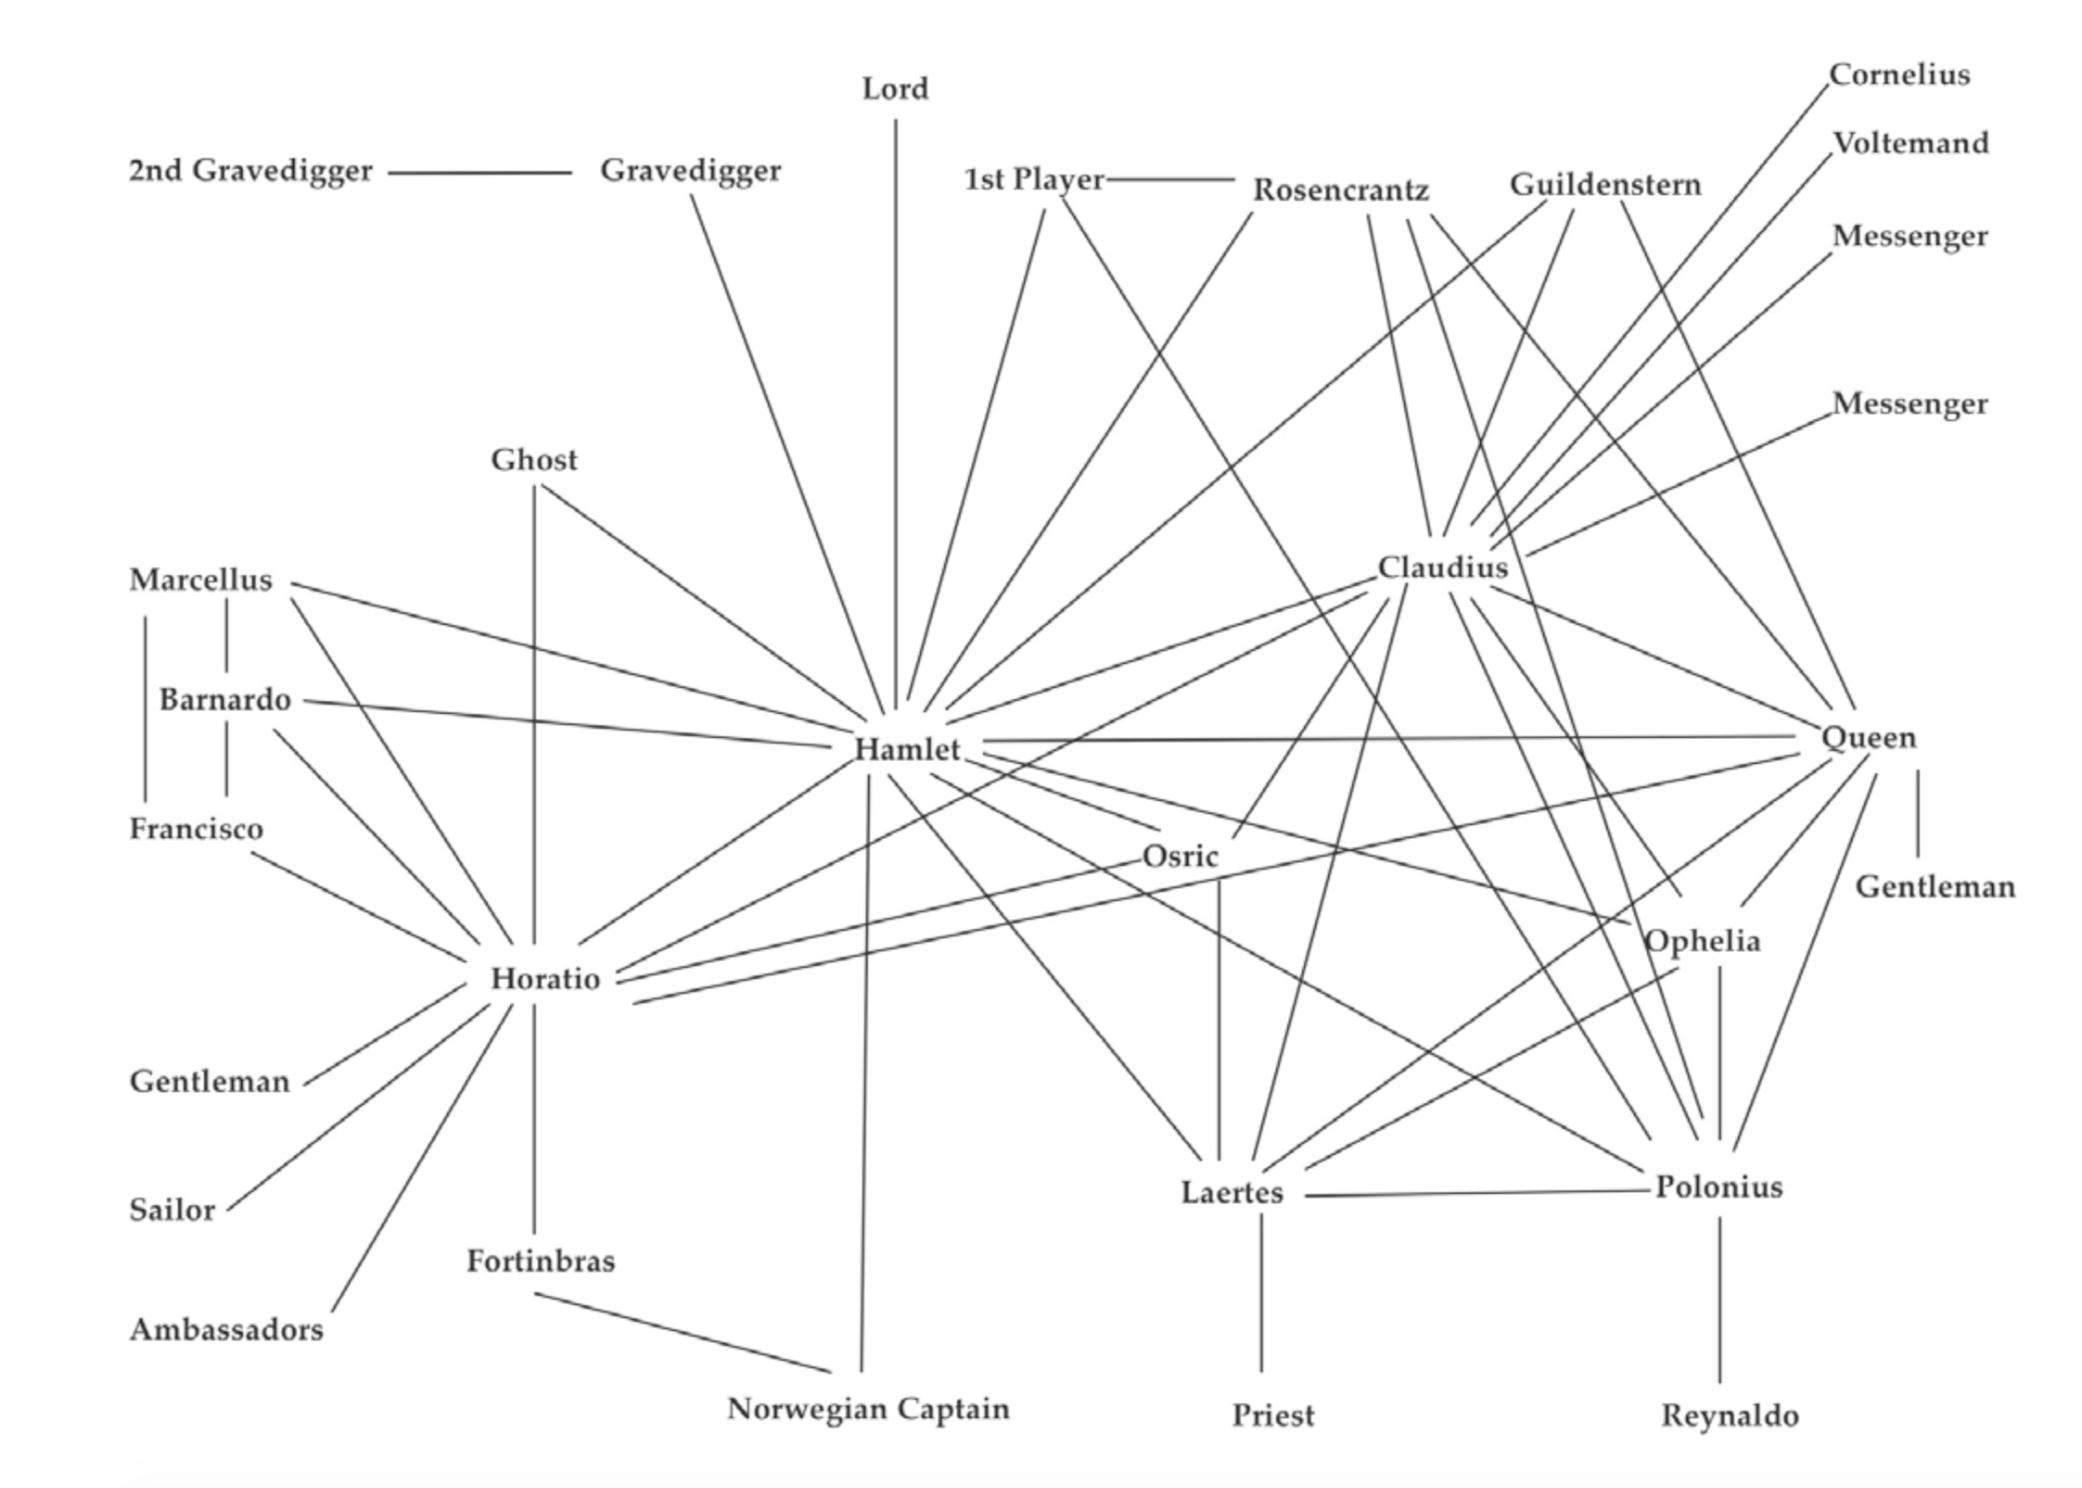 Cornelius
Lord
Voltemand
2nd Gravedigger
Gravedigger
1st Player
Rosencrantz
Guildenstern
Messenger
Messenger
Ghost
Claudius
Marcellus
Barnardo
Hamlet
Queen
Francisco
Osric
Gentleman
Ophelia
Horatio
Gentleman
Laertes
Polonius
Sailor
Fortinbras
Ambassadors
Norwegian Captain
Priest
Reynaldo